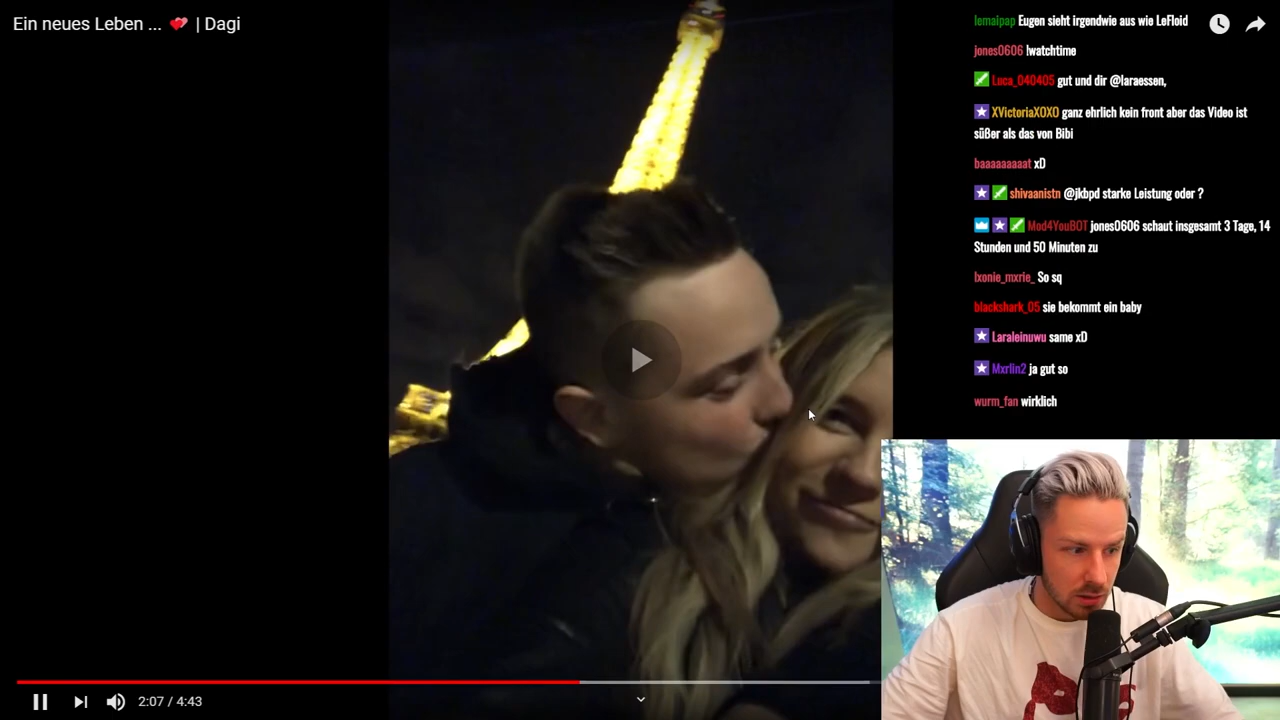 Ein neues Leben ... 💕 | Dagi
lemaipap Eugen sieht irgendwie aus wie LeFloid
jones0606 !watchtime
Luca_040405 gut und dir @laraessen,
XVictoriaXOXO ganz ehrlich kein front aber das Video ist
süßer als das von Bibi
baaaaaaaaat xD
shivaanistn @jkbpd starke Leistung oder ?
Mod4YouBOT jones0606 schaut insgesamt 3 Tage, 14
Stunden und 50 Minuten zu
lxonie_mxrie_ So sq
blackshark_05 sie bekommt ein baby
Laraleinuwu same xD
Mxrlin2 ja gut so
wurm_fan wirklich
2:07 / 4:43